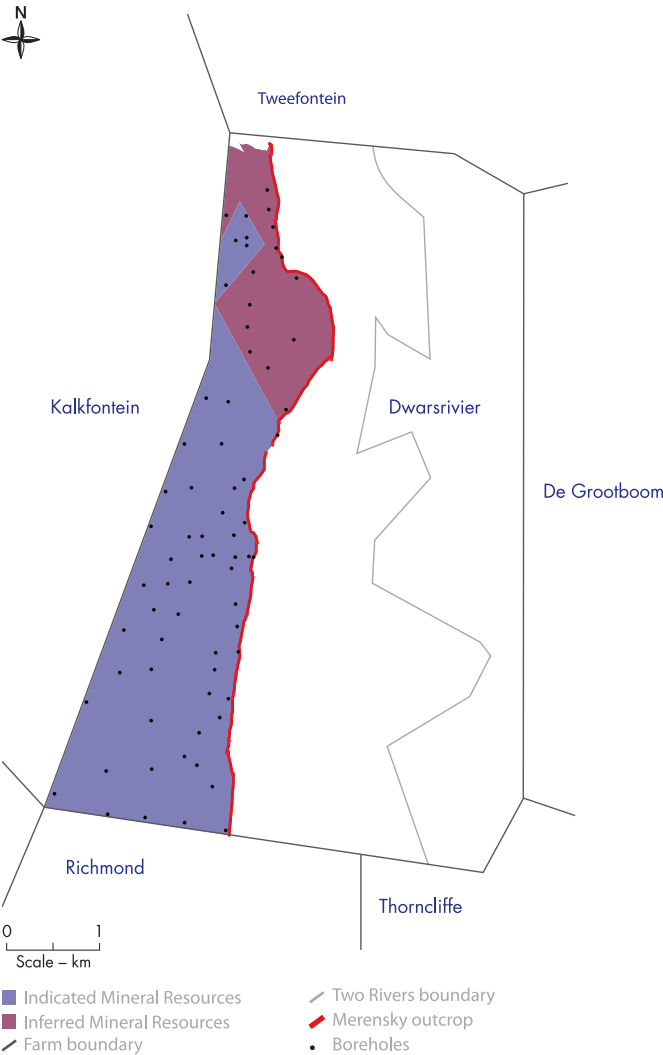 N
Tweefontein
Kalkfontein
Dwarsrivier
De Grootboom
Richmond
Thorncliffe
0 1
Scale – km
Indicated Mineral Resources
Inferred Mineral Resources
Farm boundary
Two Rivers boundary
Merensky outcrop
Boreholes